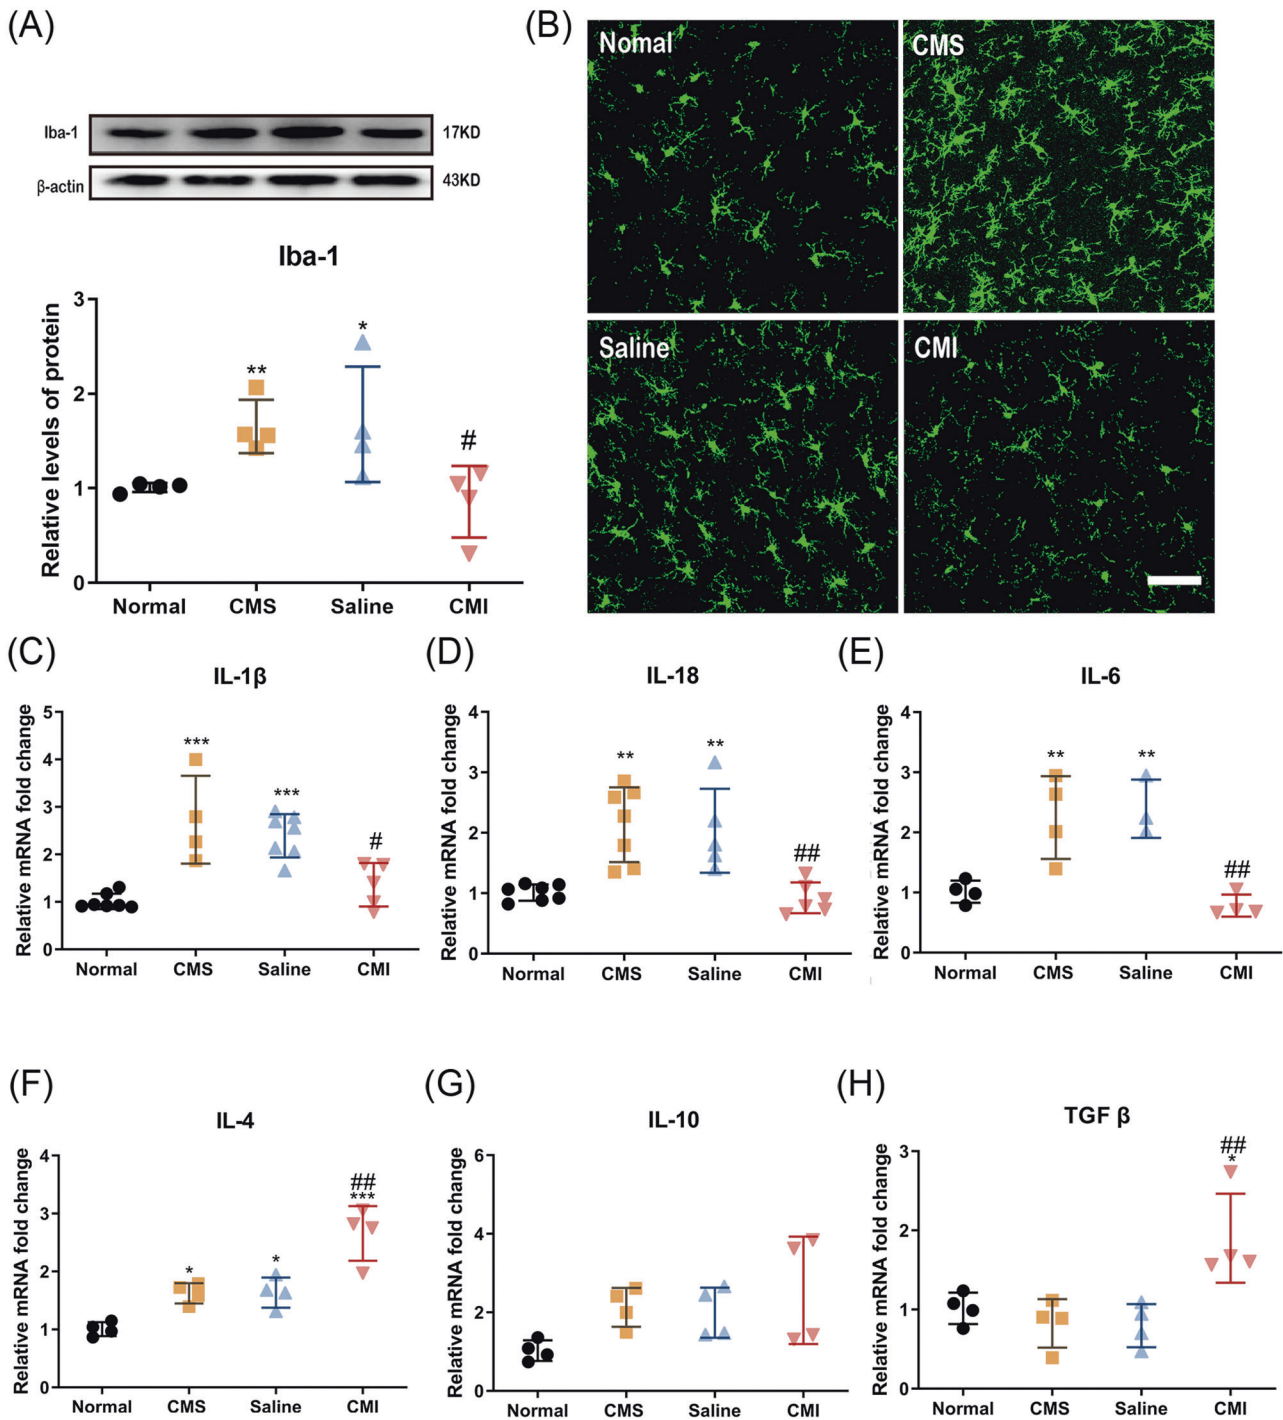 (A)
Iba-1
17KD
β-actin
43KD
Iba-1
Relative levels of protein
3
2
1
0
**
*
#
Normal
CMS
Saline
CMI
(B)
Nomal
CMS
Saline
CMI
(C)
IL-1β
Relative mRNA fold change
5
4
3
2
1
0
***
***
#
Normal
CMS
Saline
CMI
(D)
IL-18
Relative mRNA fold change
4
3
2
1
0
**
**
##
Normal
CMS
Saline
CMI
(E)
IL-6
Relative mRNA fold change
4
3
2
1
0
**
**
##
Normal
CMS
Saline
CMI
(F)
IL-4
Relative mRNA fold change
4
3
2
1
0
*
*
##
***
Normal
CMS
Saline
CMI
(G)
IL-10
Relative mRNA fold change
6
4
2
0
Normal
CMS
Saline
CMI
(H)
TGF β
Relative mRNA fold change
3
2
1
0
##
*
Normal
CMS
Saline
CMI